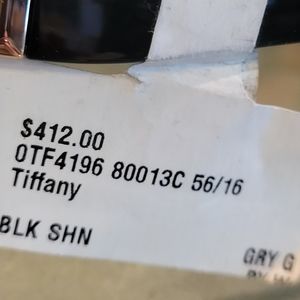 $412.00
0TF4196 80013C 56/16
Tiffany
BLK SHN
GRY G